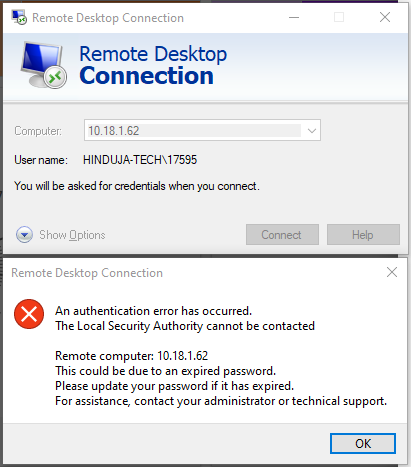 Remote Desktop Connection
Remote Desktop
Connection
Computer:
10.18.1.62
User name:
HINDUJA-TECH\17595
You will be asked for credentials when you connect.
Show Options
Connect
Help
Remote Desktop Connection
An authentication error has occurred.
The Local Security Authority cannot be contacted
Remote computer: 10.18.1.62
This could be due to an expired password.
Please update your password if it has expired.
For assistance, contact your administrator or technical support.
OK